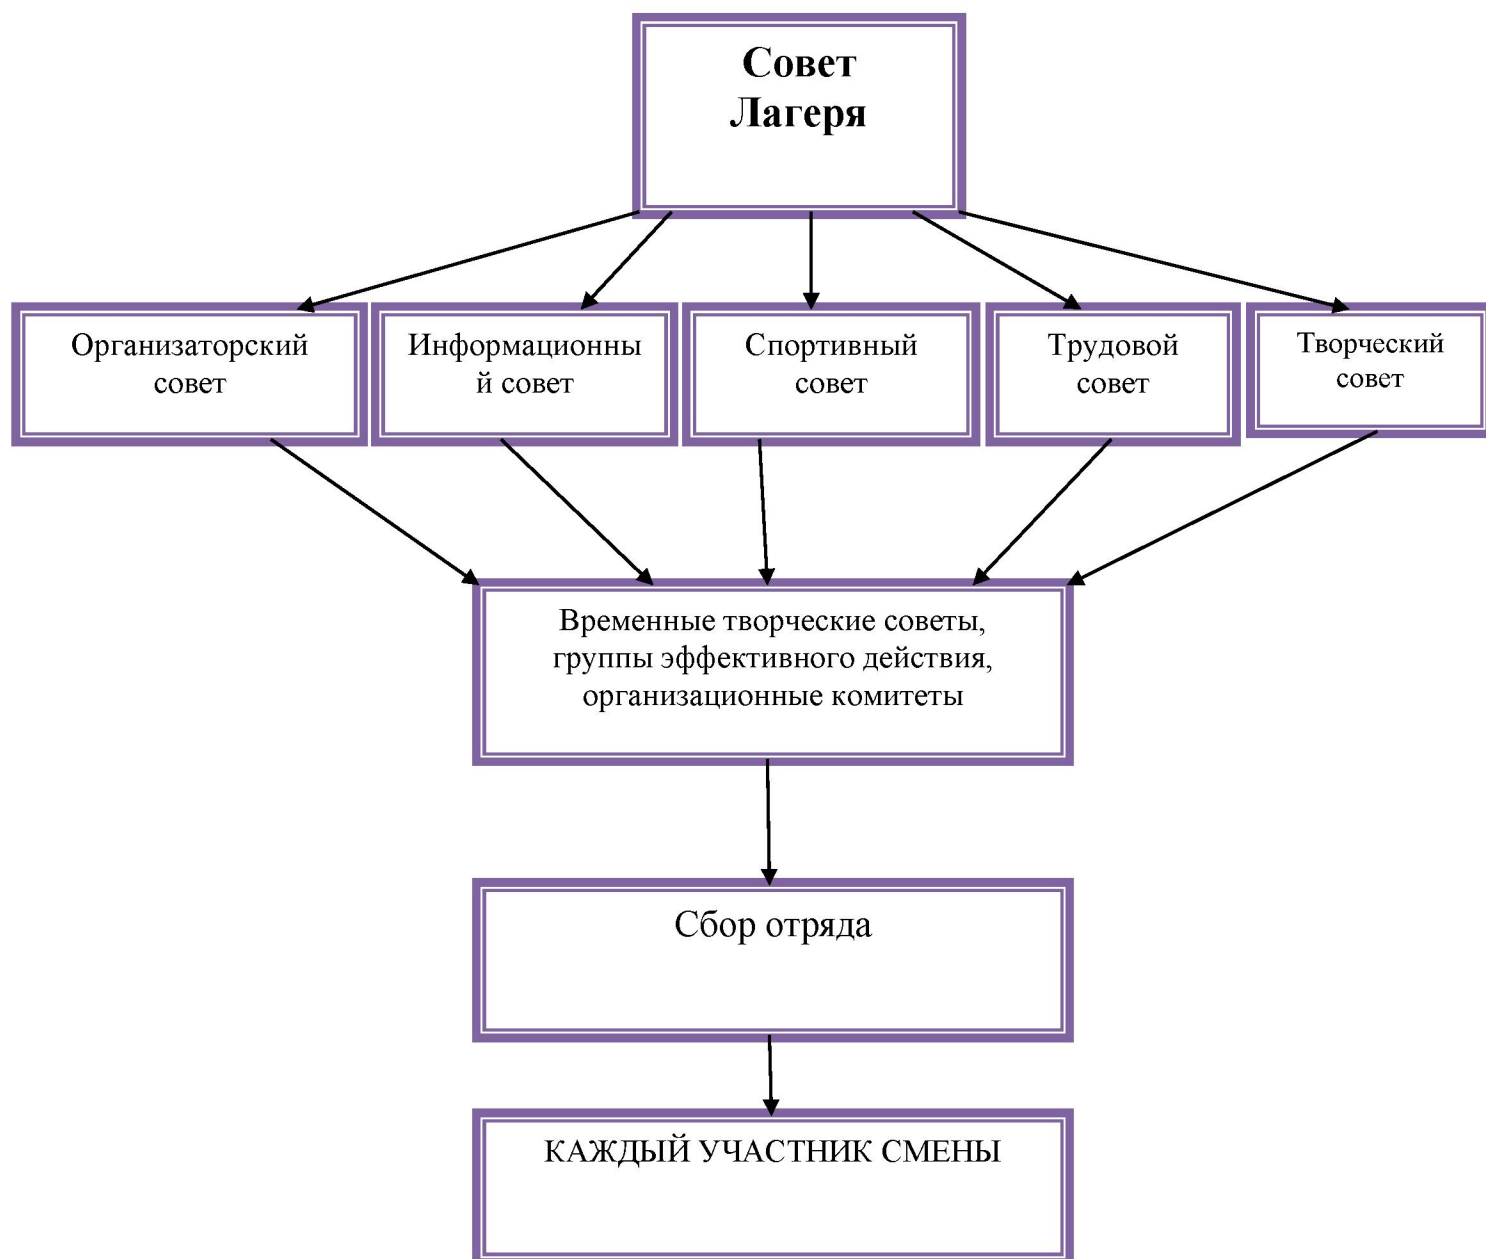 Совет
Лагеря
Организаторский
совет
Информационны
й совет
Спортивный
совет
Трудовой
совет
Творческий
совет
Временные творческие советы,
группы эффективного действия,
организационные комитеты
Сбор отряда
КАЖДЫЙ УЧАСТНИК СМЕНЫ